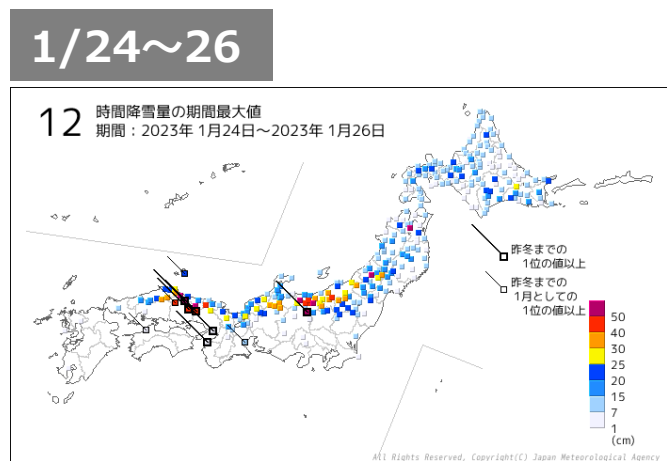 1/24～26
12 時間降雪量の期間最大値
期間：2023年 1月24日～2023年 1月26日
昨冬までの
1位の値以上
昨冬までの
1月としての
1位の値以上
50
40
30
25
20
15
7
1
(cm)
All Rights Reserved, Copyright(C) Japan Meteorological Agency